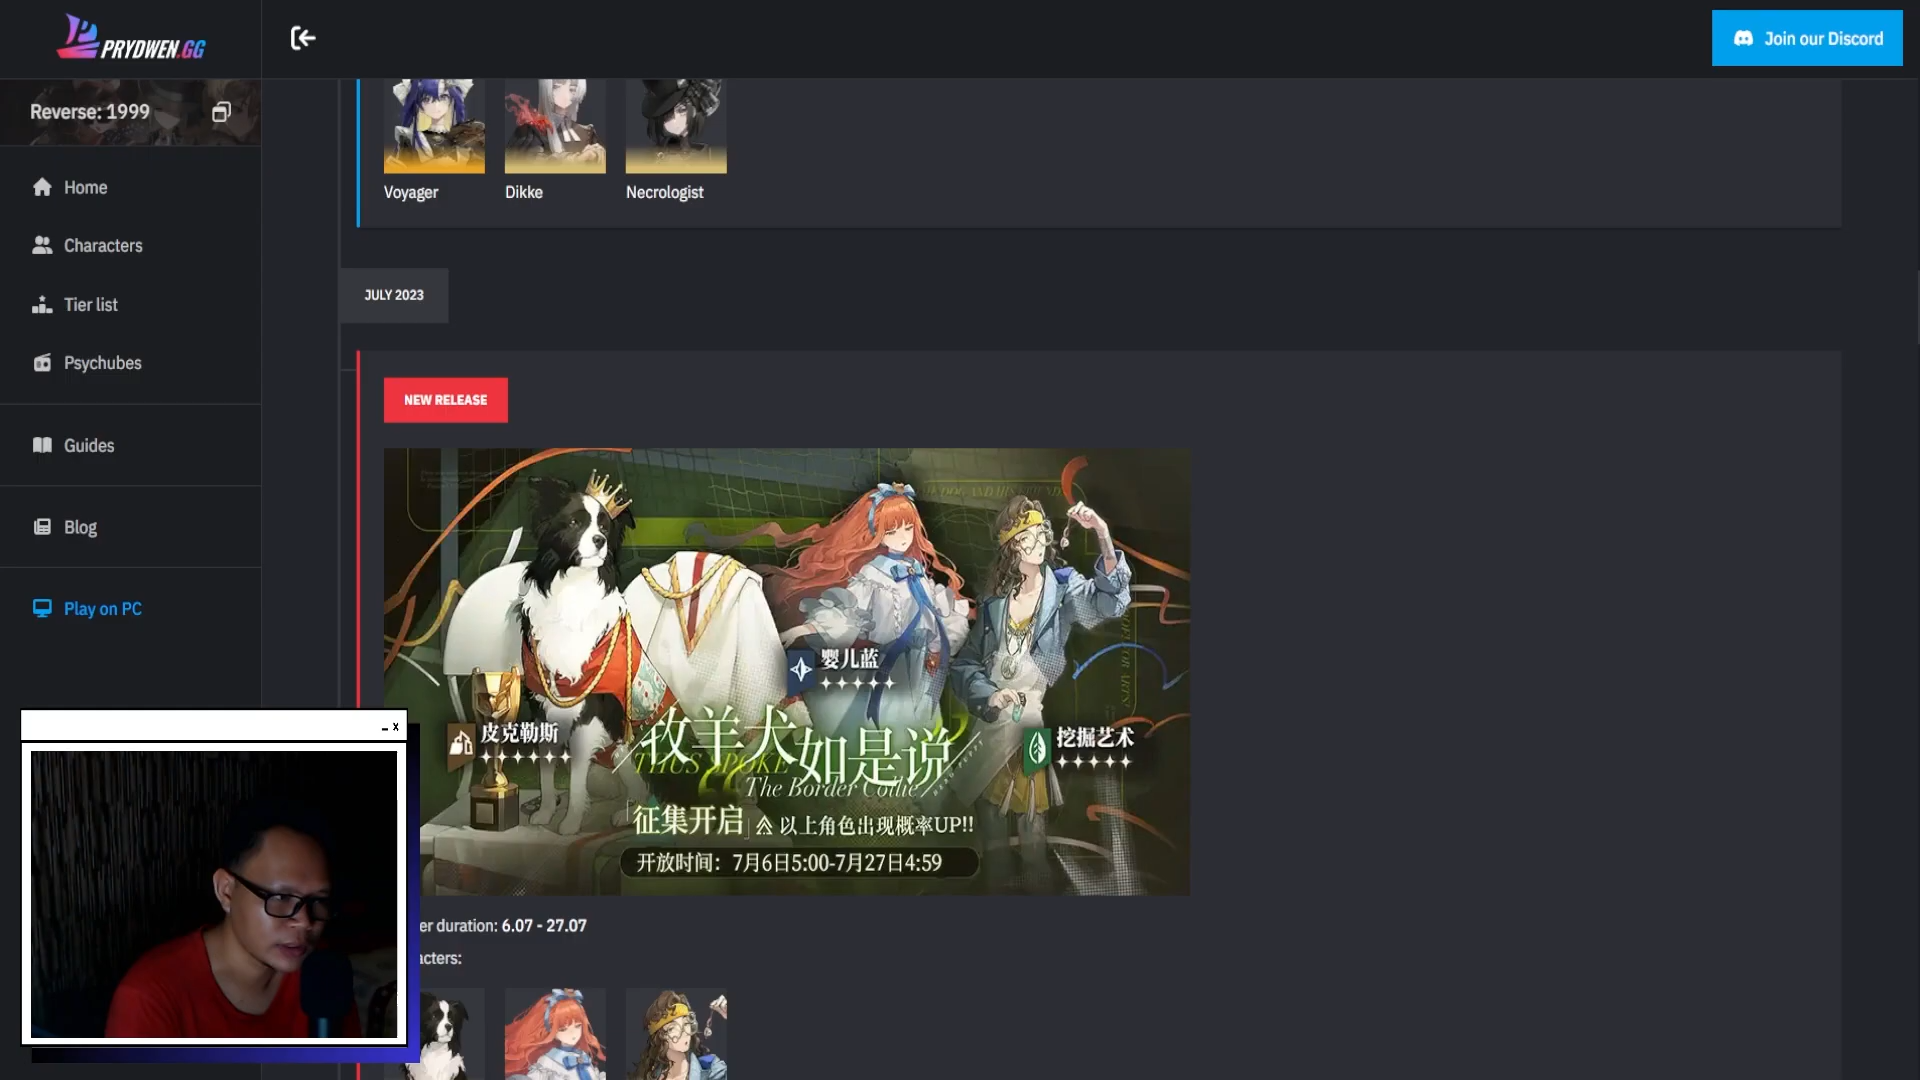 PRYDWEN.GG
Join our Discord
Reverse: 1999
Home
Characters
Tier list
Psychubes
Guides
Blog
Play on PC
Voyager
Dikke
Necrologist
JULY 2023
NEW RELEASE
婴儿蓝
皮克勒斯
挖掘艺术
牧羊犬如是说
THUS SPOKE
The Border Collie
「征集开启」以上角色出现概率UP!!
开放时间：7月6日5:00-7月27日4:59
er duration: 6.07 - 27.07
acters:
- x